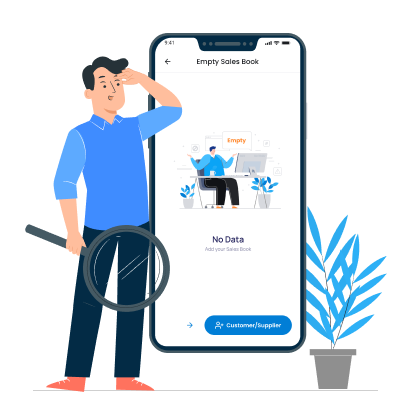 9:41
Empty Sales Book
Empty
No Data
Add your Sales Book
Customer/Supplier